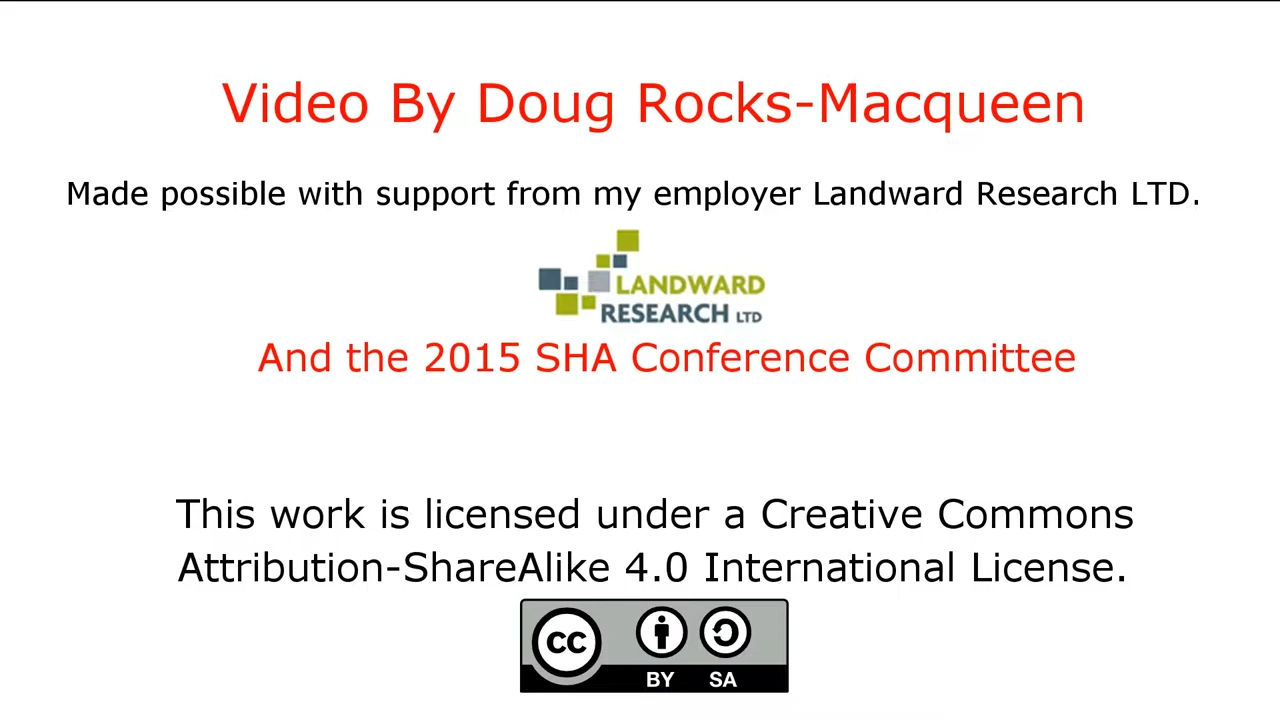 Video By Doug Rocks-Macqueen
Made possible with support from my employer Landward Research LTD.
LANDWARD
RESEARCH LTD
And the 2015 SHA Conference Committee
This work is licensed under a Creative Commons
Attribution-ShareAlike 4.0 International License.
cc
BY SA